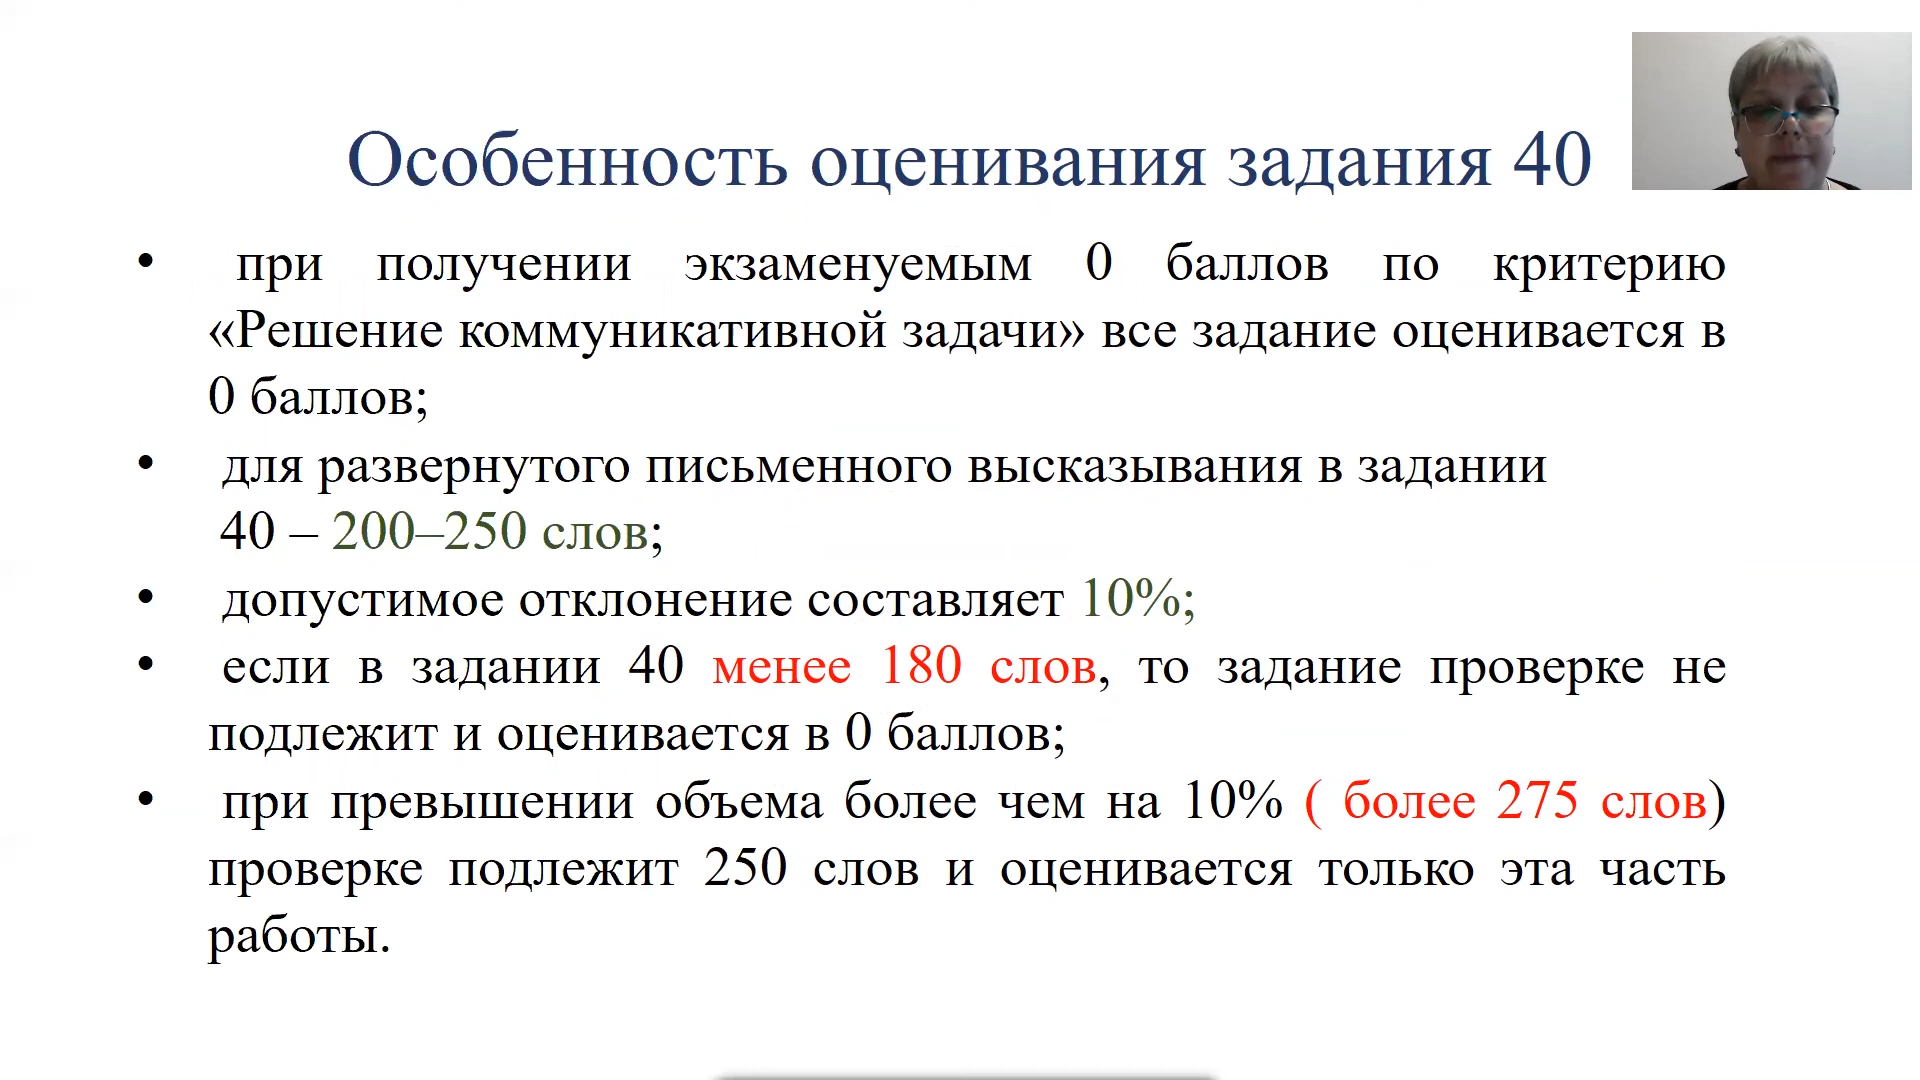 Особенность оценивания задания 40
• при получении экзаменуемым 0 баллов по критерию
«Решение коммуникативной задачи» все задание оценивается в
0 баллов;
• для развернутого письменного высказывания в задании
40 – 200–250 слов;
• допустимое отклонение составляет 10%;
• если в задании 40 менее 180 слов, то задание проверке не
подлежит и оценивается в 0 баллов;
• при превышении объема более чем на 10% ( более 275 слов)
проверке подлежит 250 слов и оценивается только эта часть
работы.